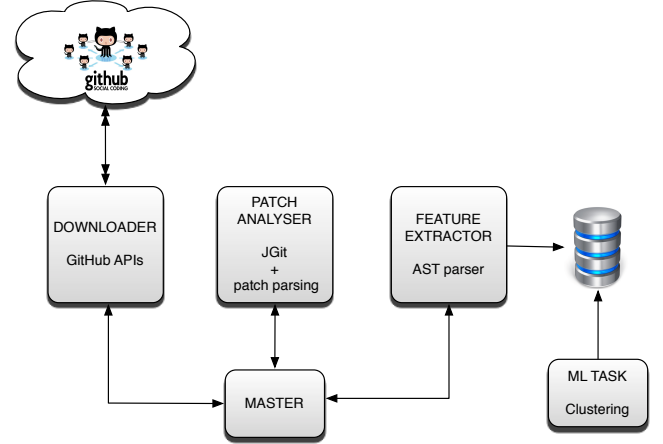 github
SOCIAL CODING
DOWNLOADER
GitHub APIs
PATCH
ANALYSER
JGit
+
patch parsing
FEATURE
EXTRACTOR
AST parser
MASTER
ML TASK
Clustering